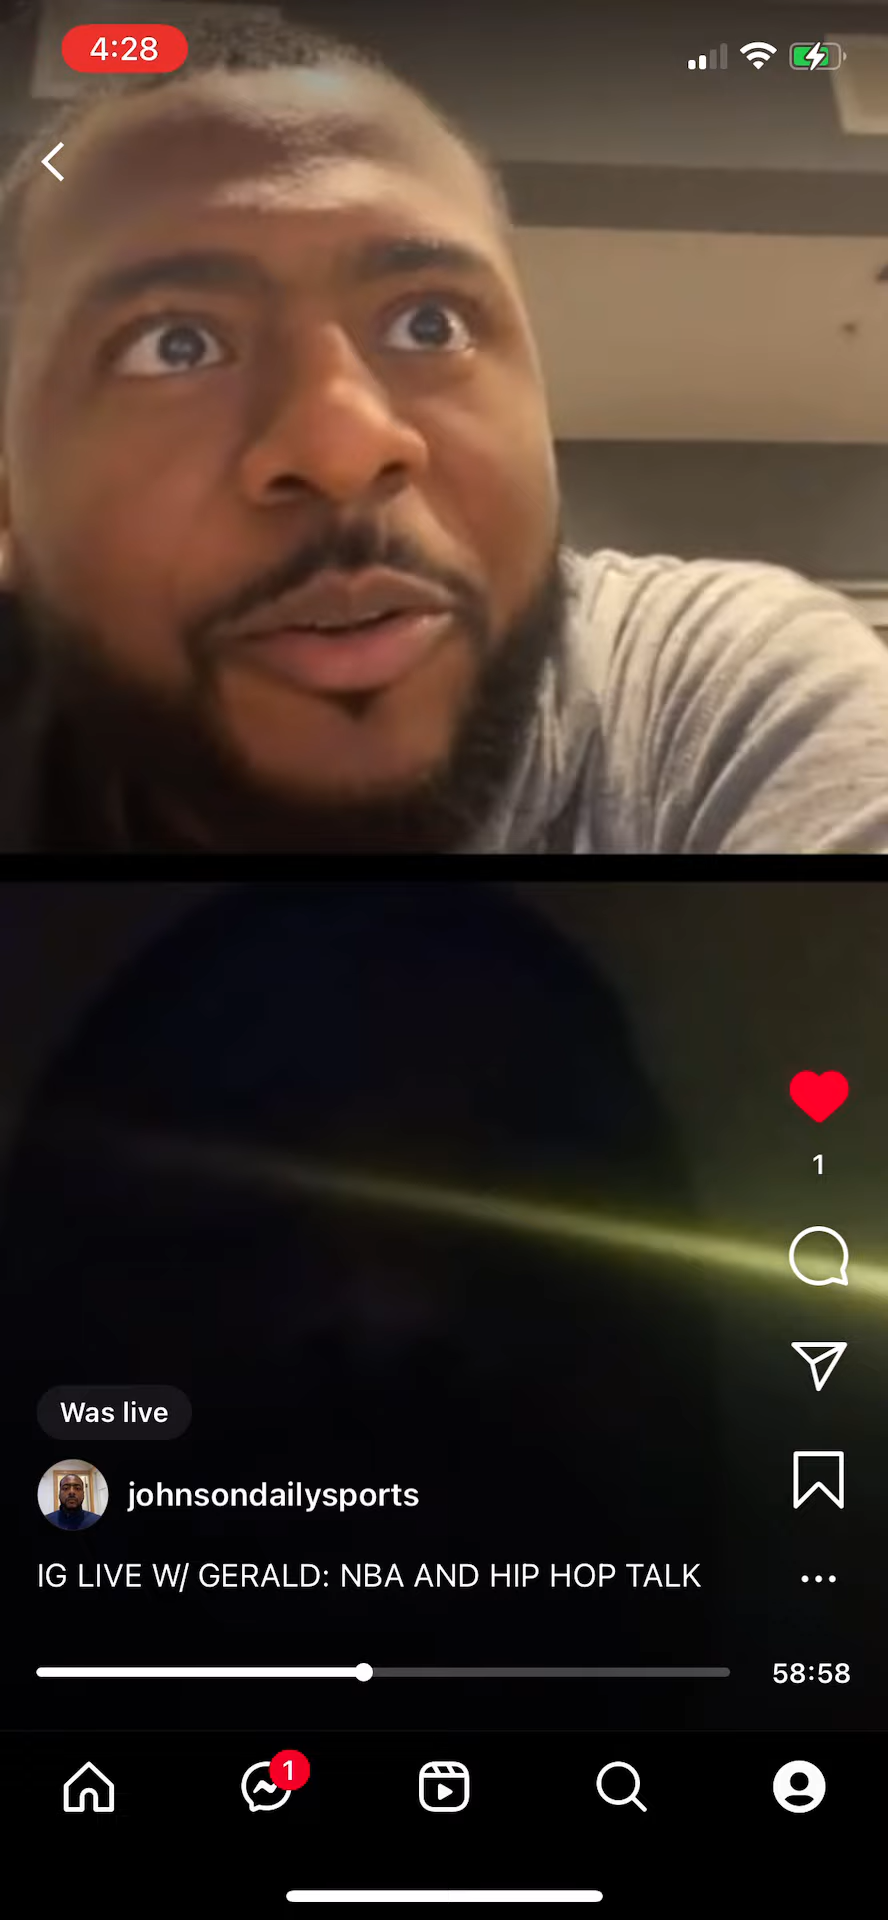 4:28
1
Was live
johnsondailysports
IG LIVE W/ GERALD: NBA AND HIP HOP TALK
58:58
1